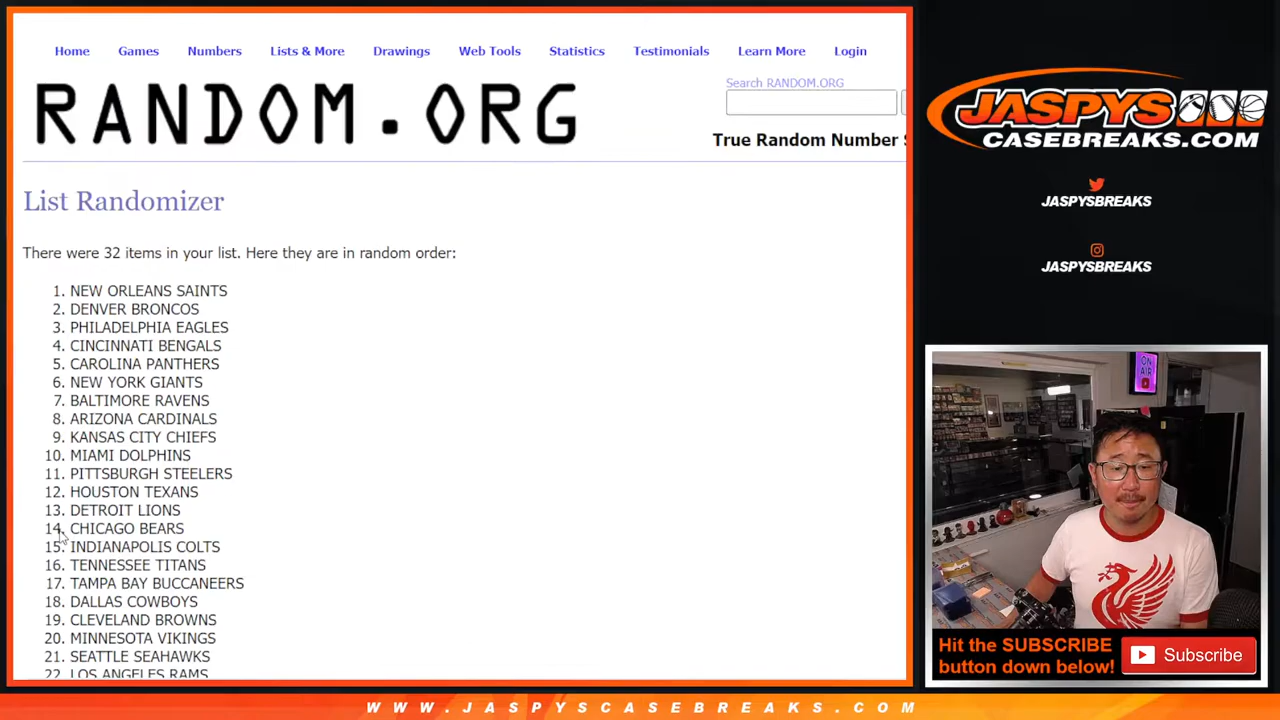 Home Games Numbers Lists & More Drawings Web Tools Statistics Testimonials Learn More Login
Search RANDOM.ORG
RANDOM.ORG
True Random Number S
List Randomizer
There were 32 items in your list. Here they are in random order:
1. NEW ORLEANS SAINTS
2. DENVER BRONCOS
3. PHILADELPHIA EAGLES
4. CINCINNATI BENGALS
5. CAROLINA PANTHERS
6. NEW YORK GIANTS
7. BALTIMORE RAVENS
8. ARIZONA CARDINALS
9. KANSAS CITY CHIEFS
10. MIAMI DOLPHINS
11. PITTSBURGH STEELERS
12. HOUSTON TEXANS
13. DETROIT LIONS
14. CHICAGO BEARS
15. INDIANAPOLIS COLTS
16. TENNESSEE TITANS
17. TAMPA BAY BUCCANEERS
18. DALLAS COWBOYS
19. CLEVELAND BROWNS
20. MINNESOTA VIKINGS
21. SEATTLE SEAHAWKS
22. LOS ANGELES RAMS
JASPYS
CASEBREAKS.COM
JASPYSBREAKS
JASPYSBREAKS
ON
AIR
Hit the SUBSCRIBE
button down below!
Subscribe
WWW.JASPYSCASEBREAKS.COM